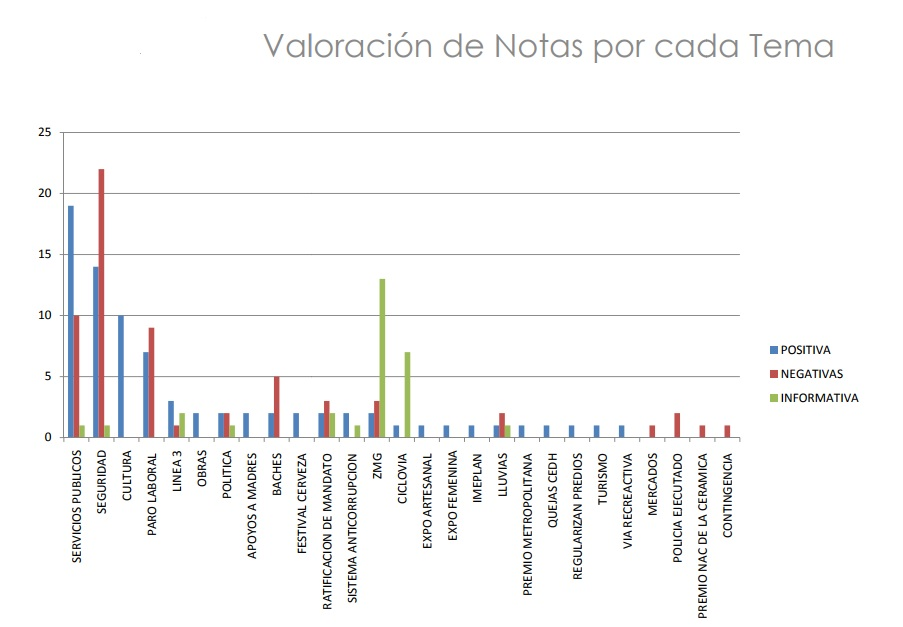 Valoración de Notas por cada Tema
25
20
15
10
5
0
POSITIVA
NEGATIVAS
INFORMATIVA
SERVICIOS PUBLICOS
SEGURIDAD
CULTURA
PARO LABORAL
LINEA 3
OBRAS
POLITICA
APOYOS A MADRES
BACHES
FESTIVAL CERVEZA
RATIFICACION DE MANDATO
SISTEMA ANTICORRUPCION
ZMG
CICLOVIA
EXPO ARTESANAL
EXPO FEMENINA
IMEPLAN
LLUVIAS
PREMIO METROPOLITANA
QUEJAS CEDH
REGULARIZAN PREDIOS
TURISMO
VIA RECREACTIVA
MERCADOS
POLICIA EJECUTADO
PREMIO NAC DE LA CERAMICA
CONTINGENCIA